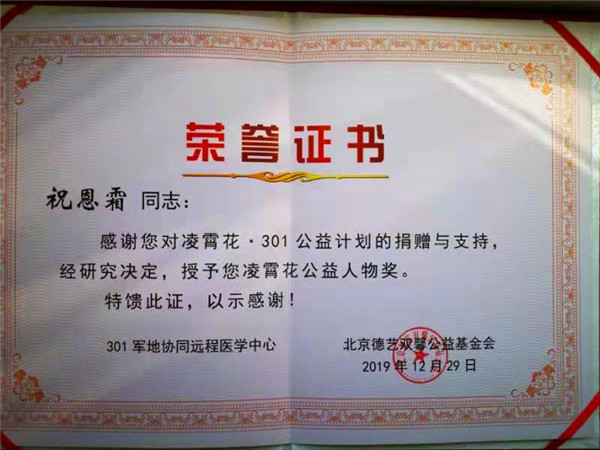 荣誉证书
祝恩霜 同志：
感谢您对凌霄花·301公益计划的捐赠与支持，
经研究决定，授予您凌霄花公益人物奖。
特馈此证，以示感谢！
301军地协同远程医学中心
北京德艺双馨公益基金会
2019年12月29日